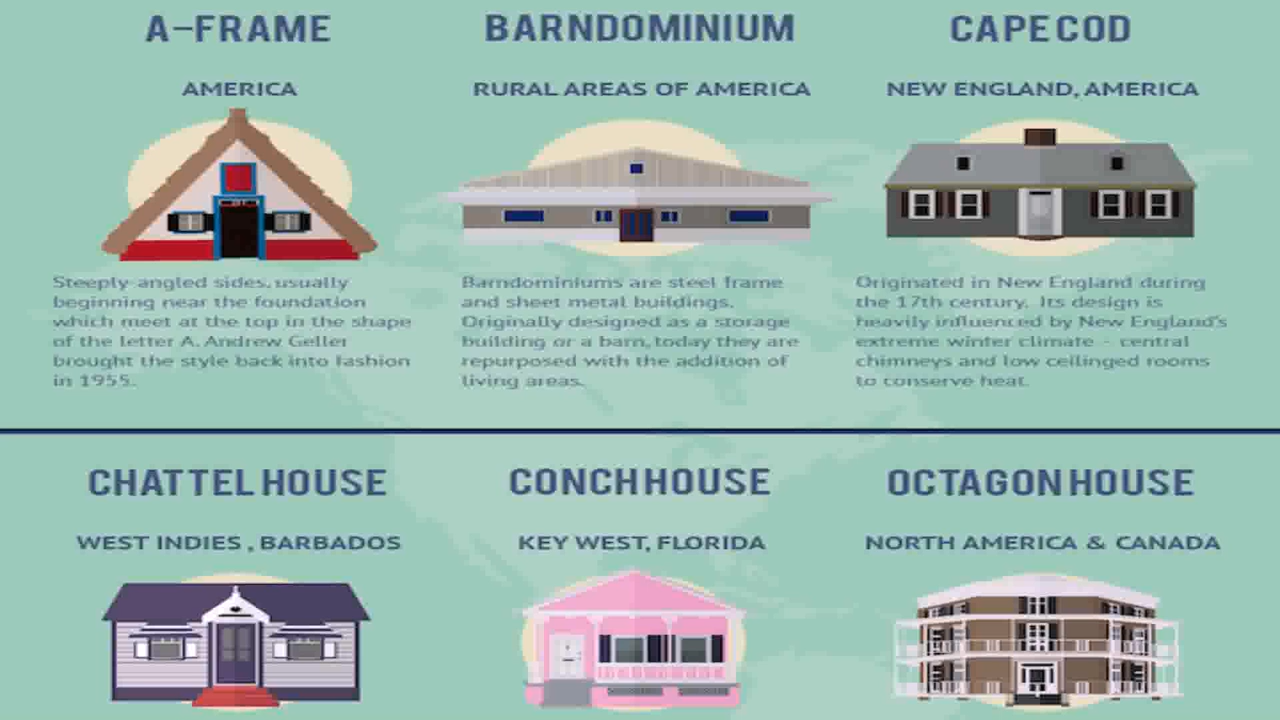 A-FRAME
AMERICA
Steeply-angled sides, usually
beginning near the foundation
which meet at the top in the shape
of the letter A. Andrew Geller
brought the style back into fashion
in 1955.
BARNDOMINIUM
RURAL AREAS OF AMERICA
Barndominiums are steel frame
and sheet metal buildings.
Originally designed as a storage
building or a barn, today they are
repurposed with the addition of
living areas.
CAPE COD
NEW ENGLAND, AMERICA
Originated in New England during
the 17th century. Its design is
heavily influenced by New England's
extreme winter climate - central
chimneys and low ceilinged rooms
to conserve heat.
CHATTEL HOUSE
WEST INDIES , BARBADOS
CONCH HOUSE
KEY WEST, FLORIDA
OCTAGON HOUSE
NORTH AMERICA & CANADA